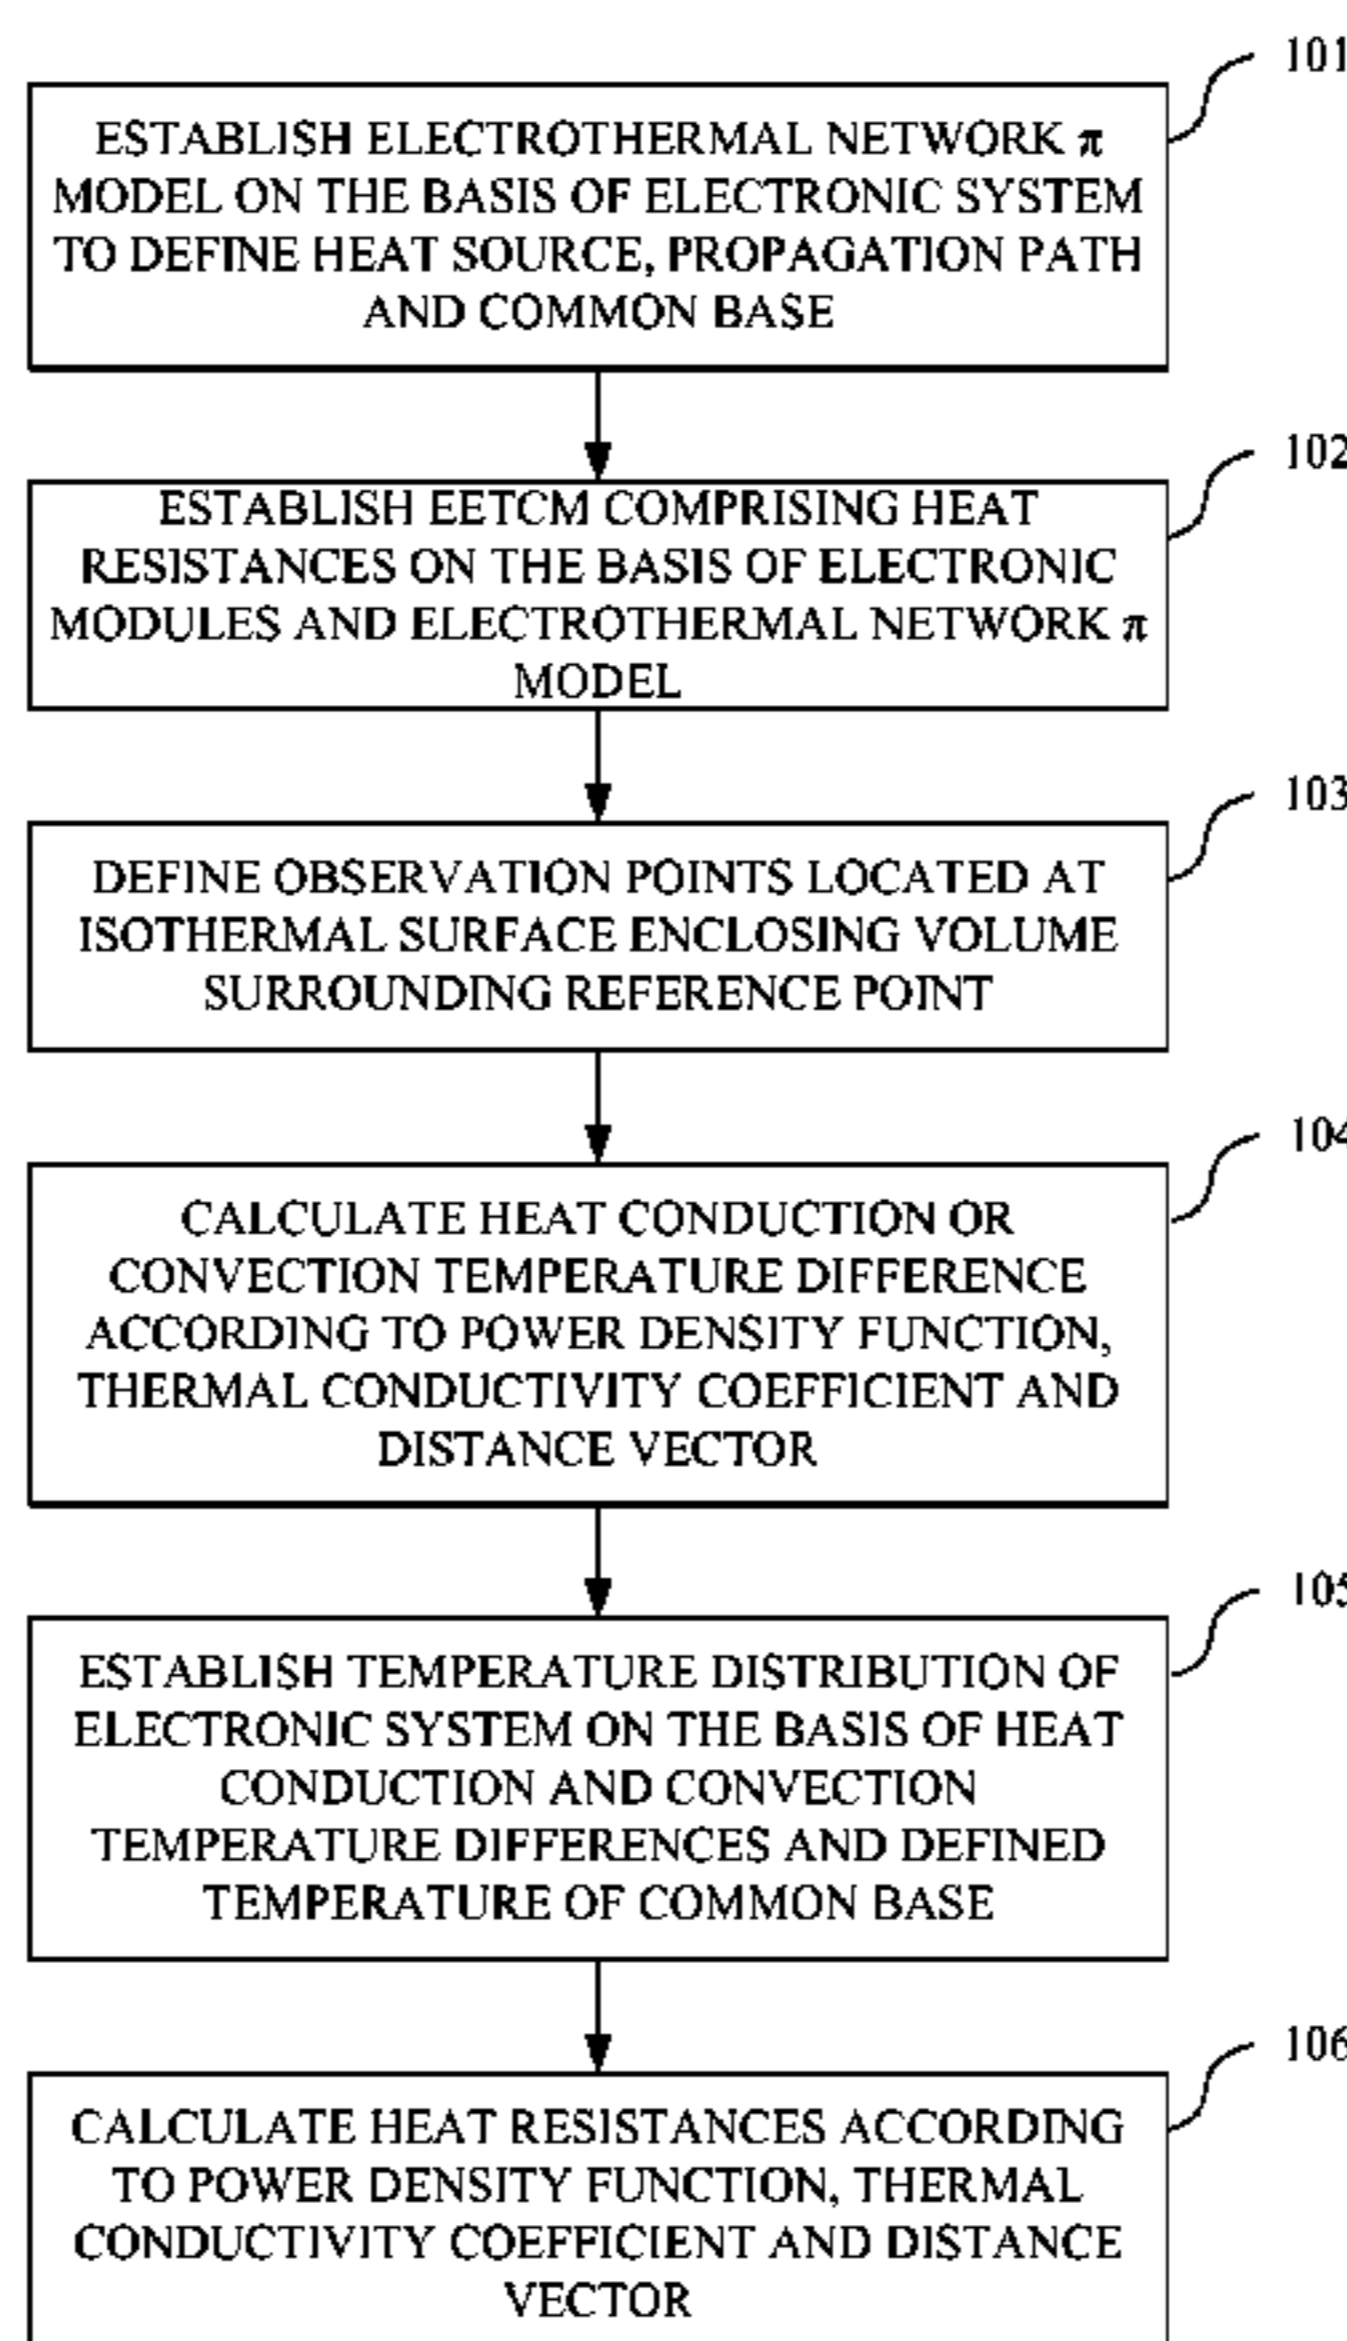 101
ESTABLISH ELECTROTHERMAL NETWORK π
MODEL ON THE BASIS OF ELECTRONIC SYSTEM
TO DEFINE HEAT SOURCE, PROPAGATION PATH
AND COMMON BASE
102
ESTABLISH EETCM COMPRISING HEAT
RESISTANCES ON THE BASIS OF ELECTRONIC
MODULES AND ELECTROTHERMAL NETWORK π
MODEL
103
DEFINE OBSERVATION POINTS LOCATED AT
ISOTHERMAL SURFACE ENCLOSING VOLUME
SURROUNDING REFERENCE POINT
104
CALCULATE HEAT CONDUCTION OR
CONVECTION TEMPERATURE DIFFERENCE
ACCORDING TO POWER DENSITY FUNCTION,
THERMAL CONDUCTIVITY COEFFICIENT AND
DISTANCE VECTOR
105
ESTABLISH TEMPERATURE DISTRIBUTION OF
ELECTRONIC SYSTEM ON THE BASIS OF HEAT
CONDUCTION AND CONVECTION
TEMPERATURE DIFFERENCES AND DEFINED
TEMPERATURE OF COMMON BASE
106
CALCULATE HEAT RESISTANCES ACCORDING
TO POWER DENSITY FUNCTION, THERMAL
CONDUCTIVITY COEFFICIENT AND DISTANCE
VECTOR